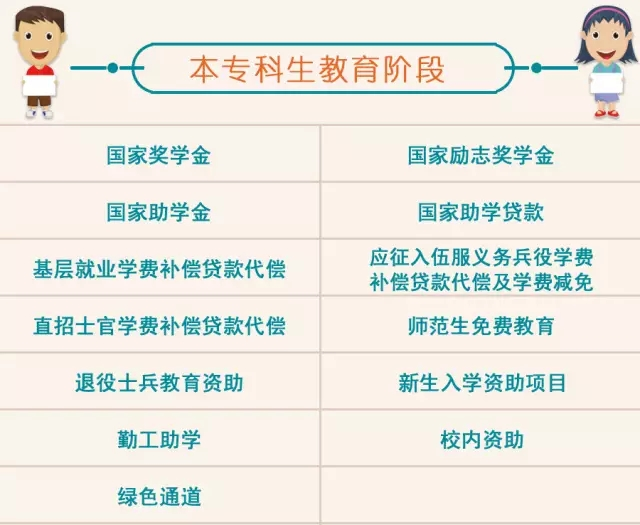 本专科生教育阶段
国家奖学金
国家励志奖学金
国家助学金
国家助学贷款
基层就业学费补偿贷款代偿
应征入伍服义务兵役学费
补偿贷款代偿及学费减免
直招士官学费补偿贷款代偿
师范生免费教育
退役士兵教育资助
新生入学资助项目
勤工助学
校内资助
绿色通道